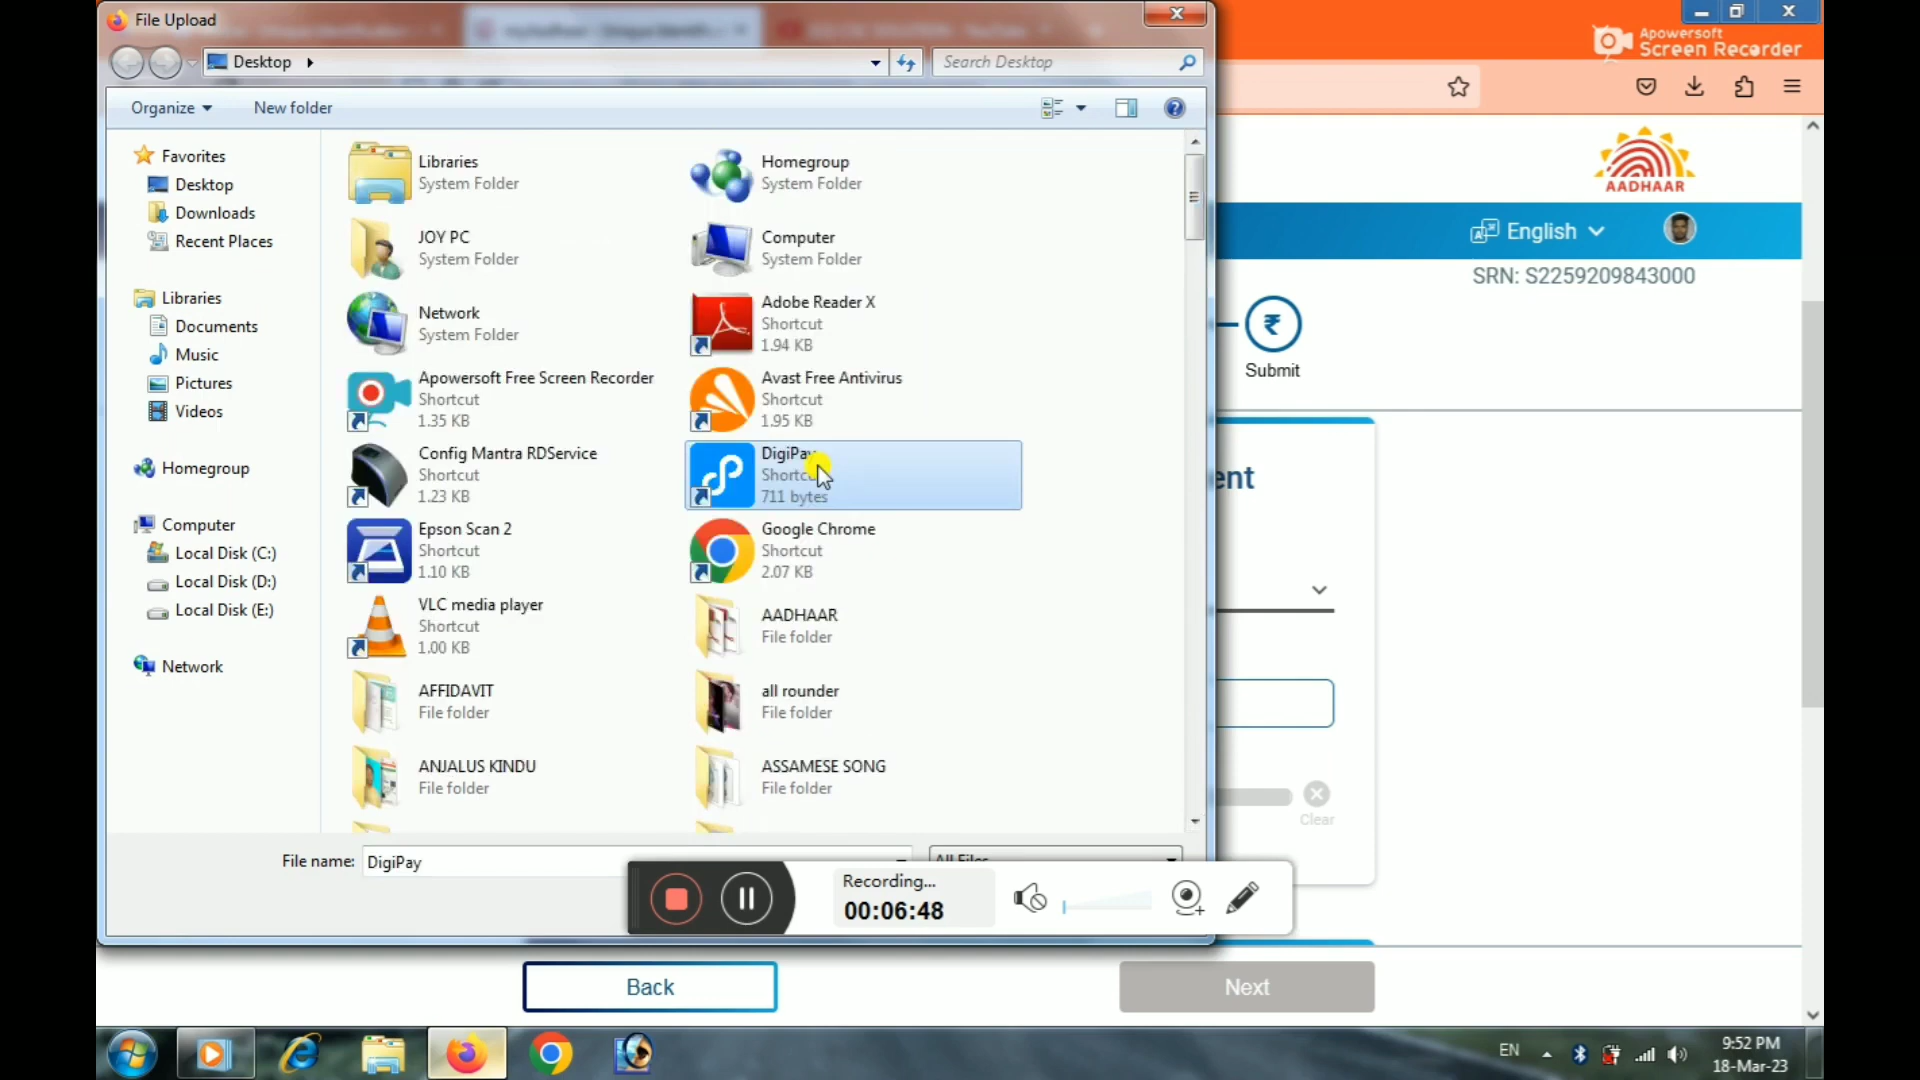 File Upload
Apowersoft
Screen Recorder
Desktop
Search Desktop
Organize
New folder
AADHAAR
English
SRN: S2259209843000
Submit
Favorites
Desktop
Downloads
Recent Places
Libraries
Documents
Music
Pictures
Videos
Homegroup
Computer
Local Disk (C:)
Local Disk (D:)
Local Disk (E:)
Network
Libraries
System Folder
Homegroup
System Folder
JOY PC
System Folder
Computer
System Folder
Network
System Folder
Adobe Reader X
Shortcut
1.94 KB
Apowersoft Free Screen Recorder
Shortcut
1.35 KB
Avast Free Antivirus
Shortcut
1.95 KB
Config Mantra RDService
Shortcut
1.23 KB
DigiPay
711 bytes
Epson Scan 2
Shortcut
1.10 KB
Google Chrome
Shortcut
2.07 KB
VLC media player
Shortcut
1.00 KB
AADHAAR
File folder
AFFIDAVIT
File folder
all rounder
File folder
ANJALUS KINDU
File folder
ASSAMESE SONG
File folder
ent
Clear
File name: DigiPay
All Files
Recording...
00:06:48
Back
Next
EN
9:52 PM
18-Mar-23